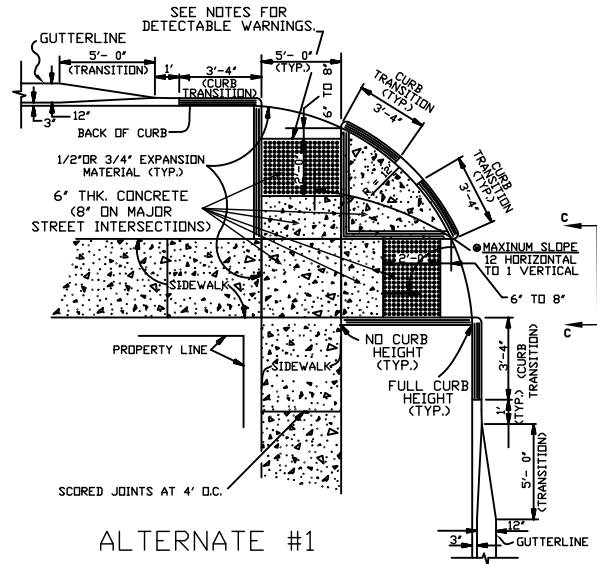 SEE NOTES FOR
DETECTABLE WARNINGS.
GUTTERLINE
5'- 0"
(TRANSITION)
1'
3'-4"
(CURB
TRANSITION)
5'- 0"
(TYP.)
6" TO 8"
CURB
TRANSITION
(TYP.)
3'-4"
3"
12"
BACK OF CURB
1/2"OR 3/4" EXPANSION
MATERIAL (TYP.)
2'-0"
CURB
TRANSITION
(TYP.)
3'-4"
6" THK. CONCRETE
(8" ON MAJOR
STREET INTERSECTIONS)
C
MAXINUM SLOPE
12 HORIZONTAL
TO 1 VERTICAL
2'-0"
SIDEWALK
6" TO 8"
C
PROPERTY LINE
NO CURB
HEIGHT
(TYP.)
SIDEWALK
FULL CURB
HEIGHT
(TYP.)
3'-4"
(CURB
TRANSITION)
1'
(TYP.)
5'- 0"
(TRANSITION)
SCORED JOINTS AT 4' O.C.
12"
3"
GUTTERLINE
ALTERNATE #1